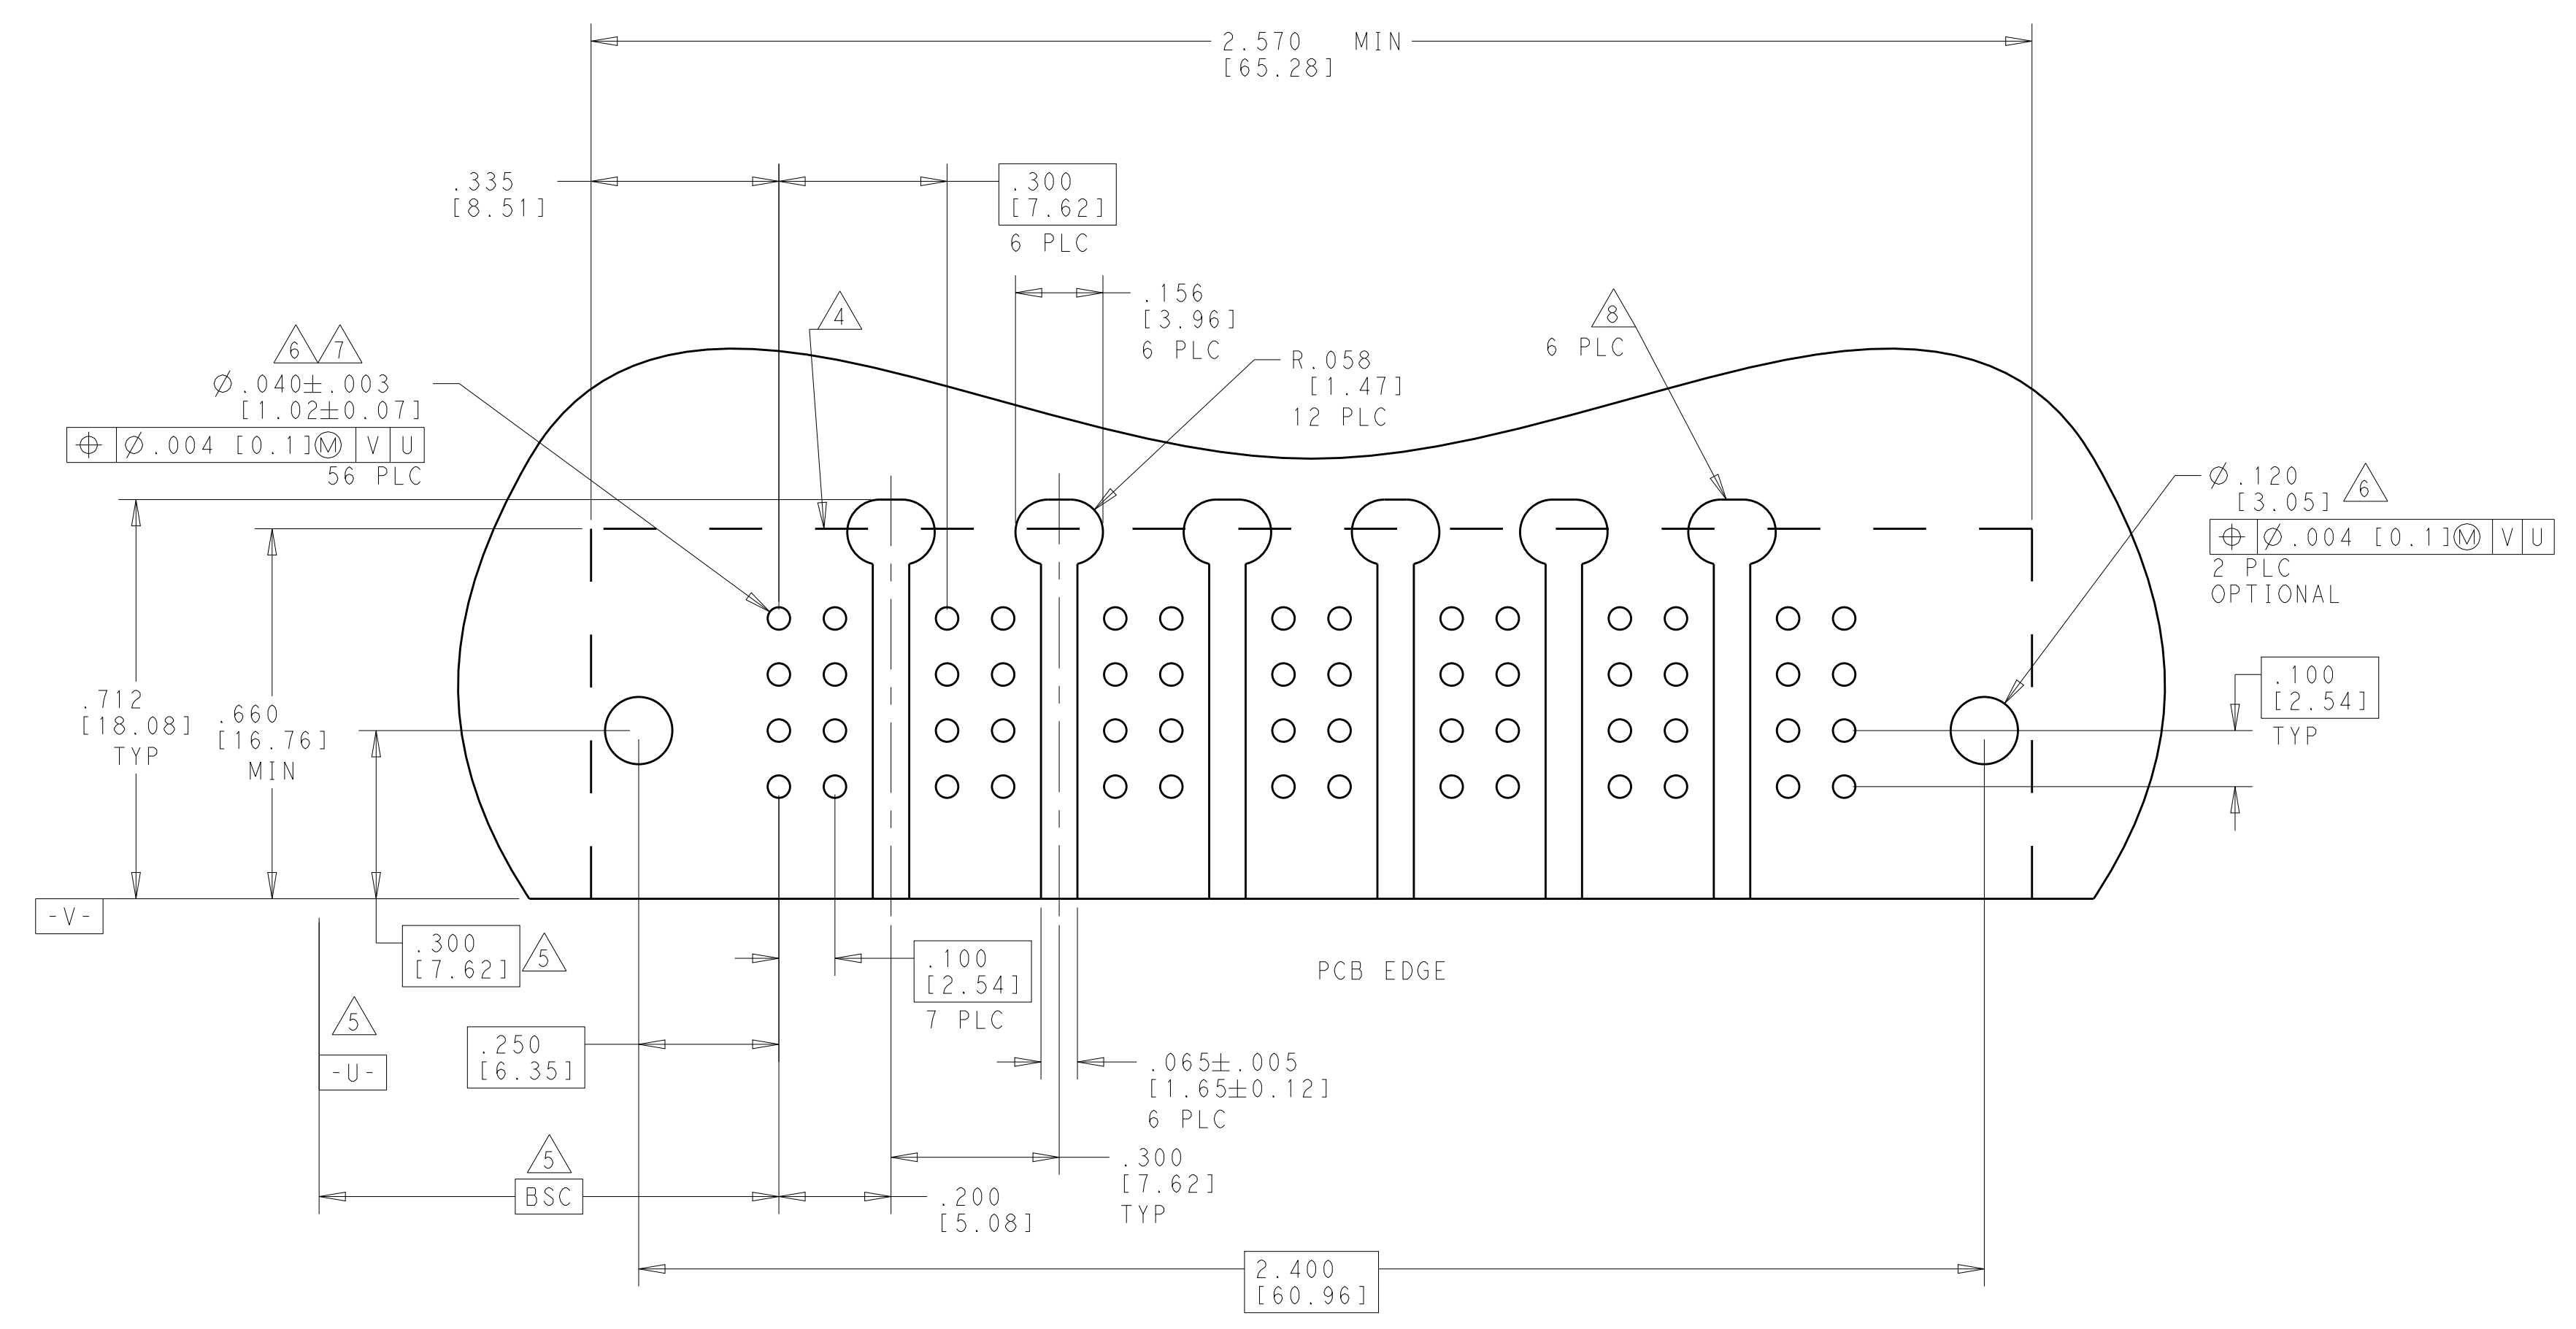 2.570 MIN
[65.28]
.335
[8.51]
.300
[7.62]
6 PLC
.156
[3.96]
6 PLC
4
8
6 PLC
R.058
[1.47]
12 PLC
6 7
Ø.040±.003
[1.02±0.07]
⌖ Ø.004 [0.1]Ⓜ V U
56 PLC
Ø.120
[3.05] 6
⌖ Ø.004 [0.1]Ⓜ V U
2 PLC
OPTIONAL
.712
[18.08]
TYP
.660
[16.76]
MIN
.100
[2.54]
TYP
-V-
.300
[7.62] 5
5
-U-
.100
[2.54]
7 PLC
PCB EDGE
.250
[6.35]
.065±.005
[1.65±0.12]
6 PLC
5
BSC
.300
[7.62]
TYP
.200
[5.08]
2.400
[60.96]